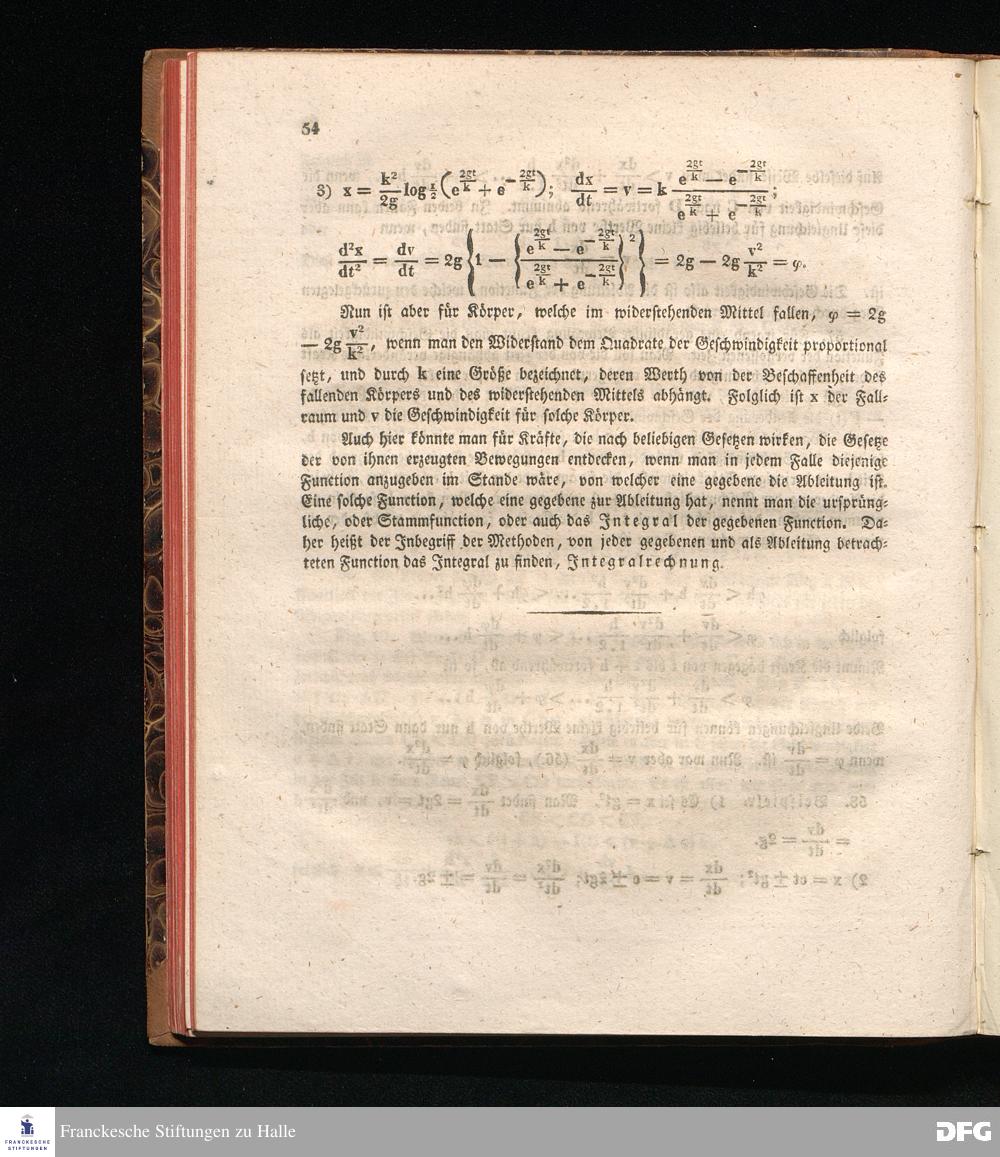 54
3) x = k²/2g log ½ (e^(2gt/k) + e^(−2gt/k)); dx/dt = v = k (e^(2gt/k) — e^(−2gt/k))/(e^(2gt/k) + e^(−2gt/k));
d²x/dt² = dv/dt = 2g {1 — {(e^(2gt/k) — e^(−2gt/k))/(e^(2gt/k) + e^(−2gt/k))}²} = 2g — 2g v²/k² = φ.
Nun ist aber für Körper, welche im widerstehenden Mittel fallen, φ = 2g
— 2g v²/k², wenn man den Widerstand dem Quadrate der Geschwindigkeit proportional
setzt, und durch k eine Größe bezeichnet, deren Werth von der Beschaffenheit des
fallenden Körpers und des widerstehenden Mittels abhängt. Folglich ist x der Fall-
raum und v die Geschwindigkeit für solche Körper.
Auch hier könnte man für Kräfte, die nach beliebigen Gesetzen wirken, die Gesetze
der von ihnen erzeugten Bewegungen entdecken, wenn man in jedem Falle diejenige
Function anzugeben im Stande wäre, von welcher eine gegebene die Ableitung ist.
Eine solche Function, welche eine gegebene zur Ableitung hat, nennt man die ursprüng-
liche, oder Stammfunction, oder auch das Integral der gegebenen Function. Da-
her heißt der Inbegriff der Methoden, von jeder gegebenen und als Ableitung betrach-
teten Function das Integral zu finden, Integralrechnung.
FRANCKESCHE
STIFTUNGEN
Franckesche Stiftungen zu Halle
DFG